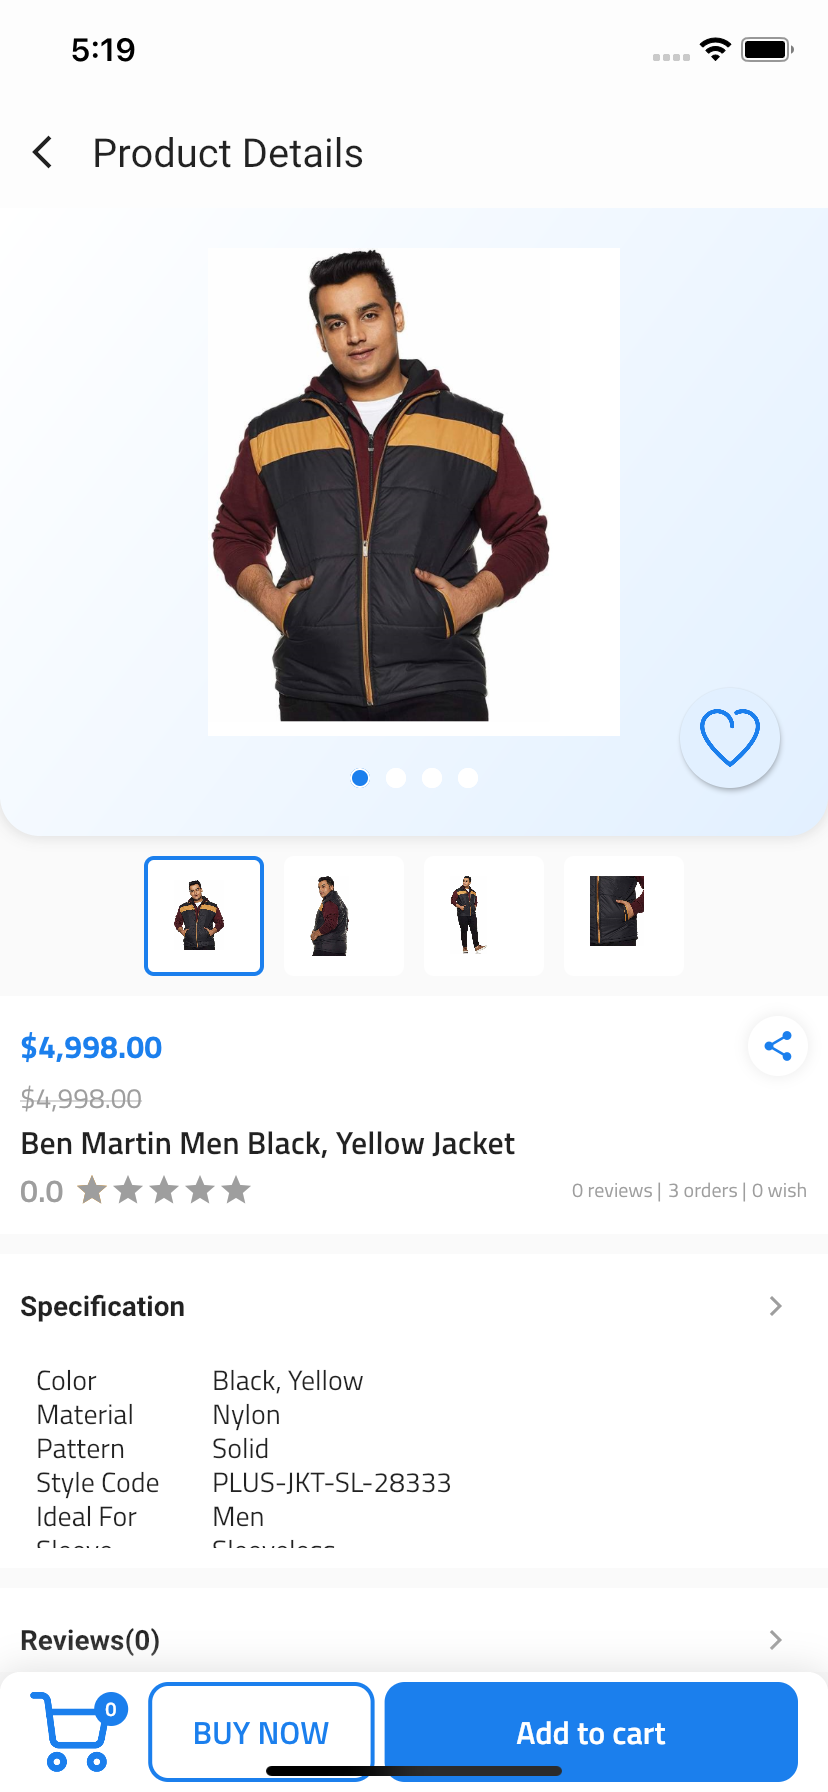 5:19
Product Details
$4,998.00
$4,998.00
Ben Martin Men Black, Yellow Jacket
0.0
0 reviews | 3 orders | 0 wish
Specification
Color Black, Yellow
Material Nylon
Pattern Solid
Style Code PLUS-JKT-SL-28333
Ideal For Men
Sleeve Sleeveless
Reviews(0)
0
BUY NOW
Add to cart